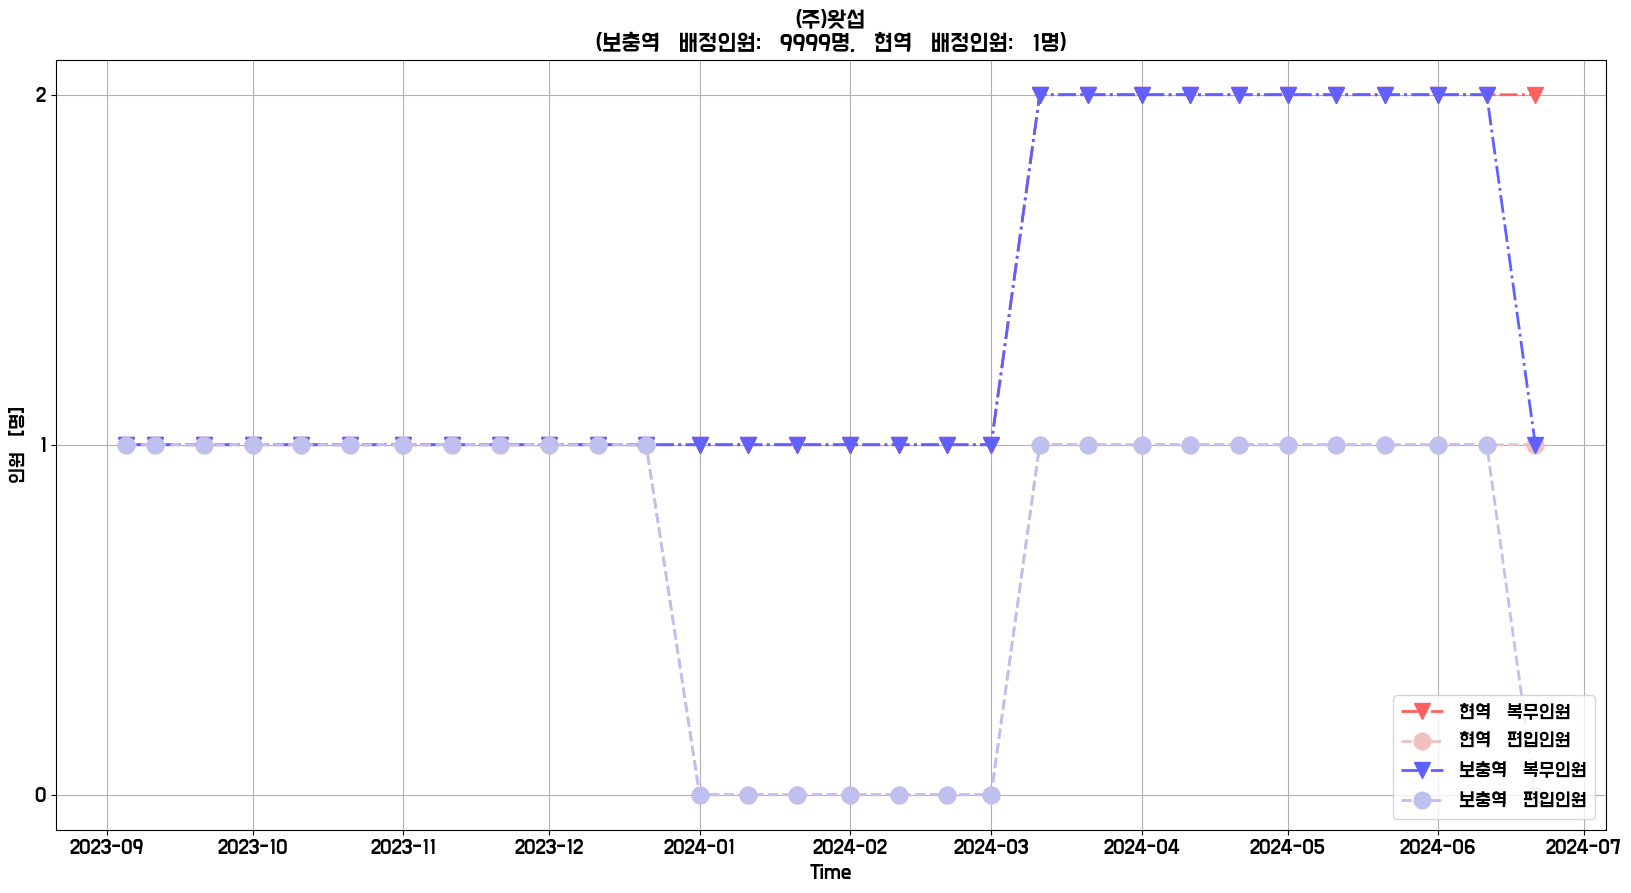 (주)왓섭
(보충역 배정인원: 9999명, 현역 배정인원: 1명)
2
1
0
인원 [명]
2023-09 2023-10 2023-11 2023-12 2024-01 2024-02 2024-03 2024-04 2024-05 2024-06 2024-07
Time
현역 복무인원
현역 편입인원
보충역 복무인원
보충역 편입인원